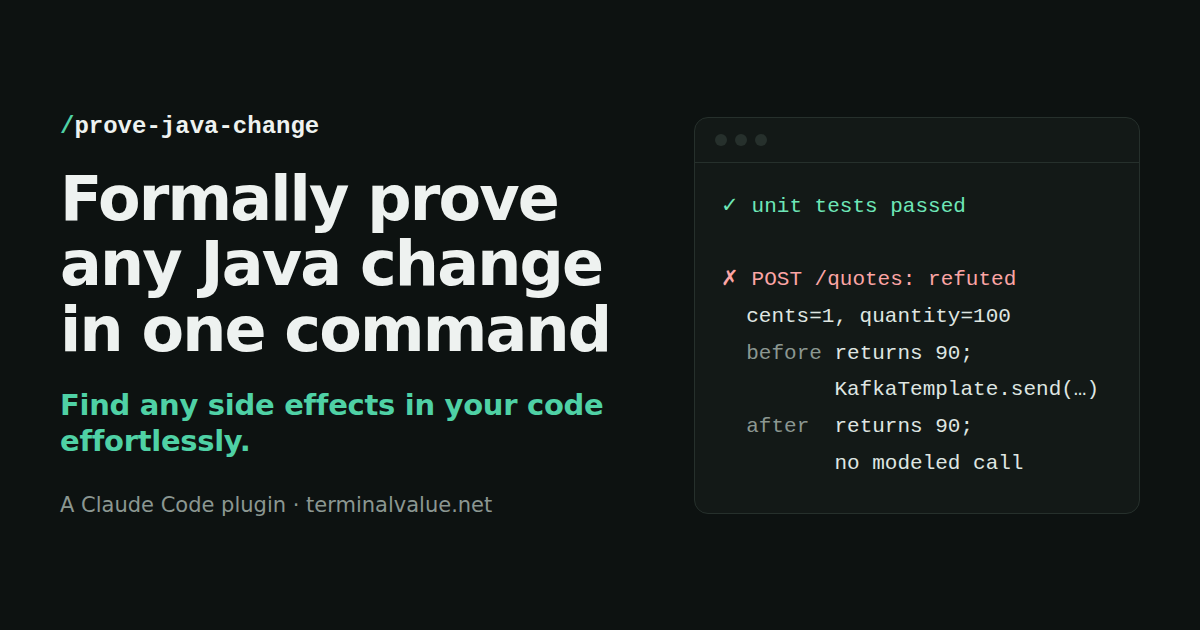 /prove-java-change
Formally prove
any Java change
in one command
Find any side effects in your code
effortlessly.
A Claude Code plugin · terminalvalue.net
✓ unit tests passed
✗ POST /quotes: refuted
cents=1, quantity=100
before returns 90;
KafkaTemplate.send(…)
after returns 90;
no modeled call